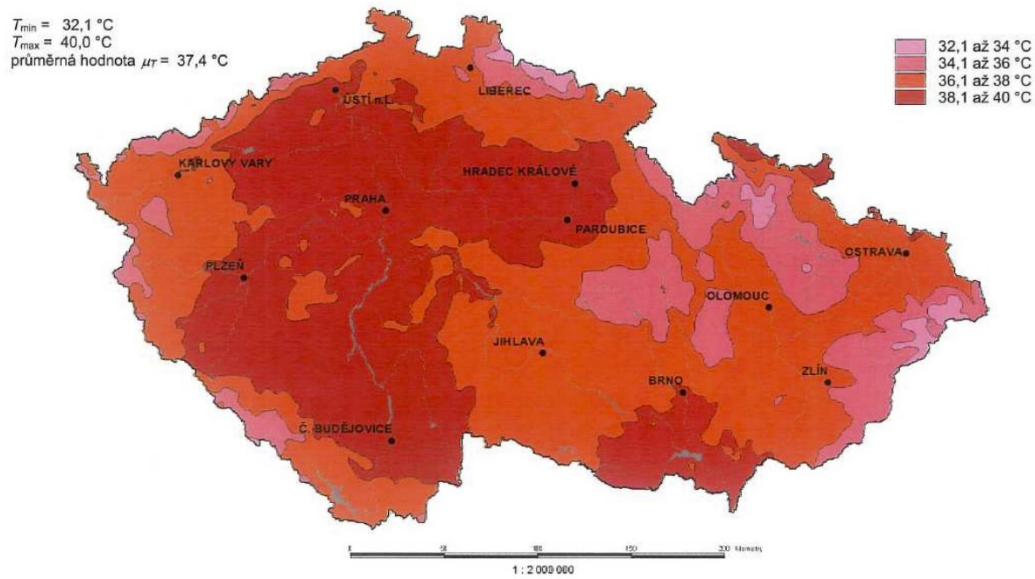 Tmin = 32,1 °C
Tmax = 40,0 °C
průměrná hodnota μT = 37,4 °C
32,1 až 34 °C
34,1 až 36 °C
36,1 až 38 °C
38,1 až 40 °C
LIBEREC
ÚSTÍ n.L.
KARLOVY VARY
HRADEC KRÁLOVÉ
PRAHA
PARDUBICE
OSTRAVA
PLZEŇ
OLOMOUC
JIHLAVA
ZLÍN
BRNO
Č. BUDĚJOVICE
0 50 100 150 200 Kilometry
1 : 2 000 000